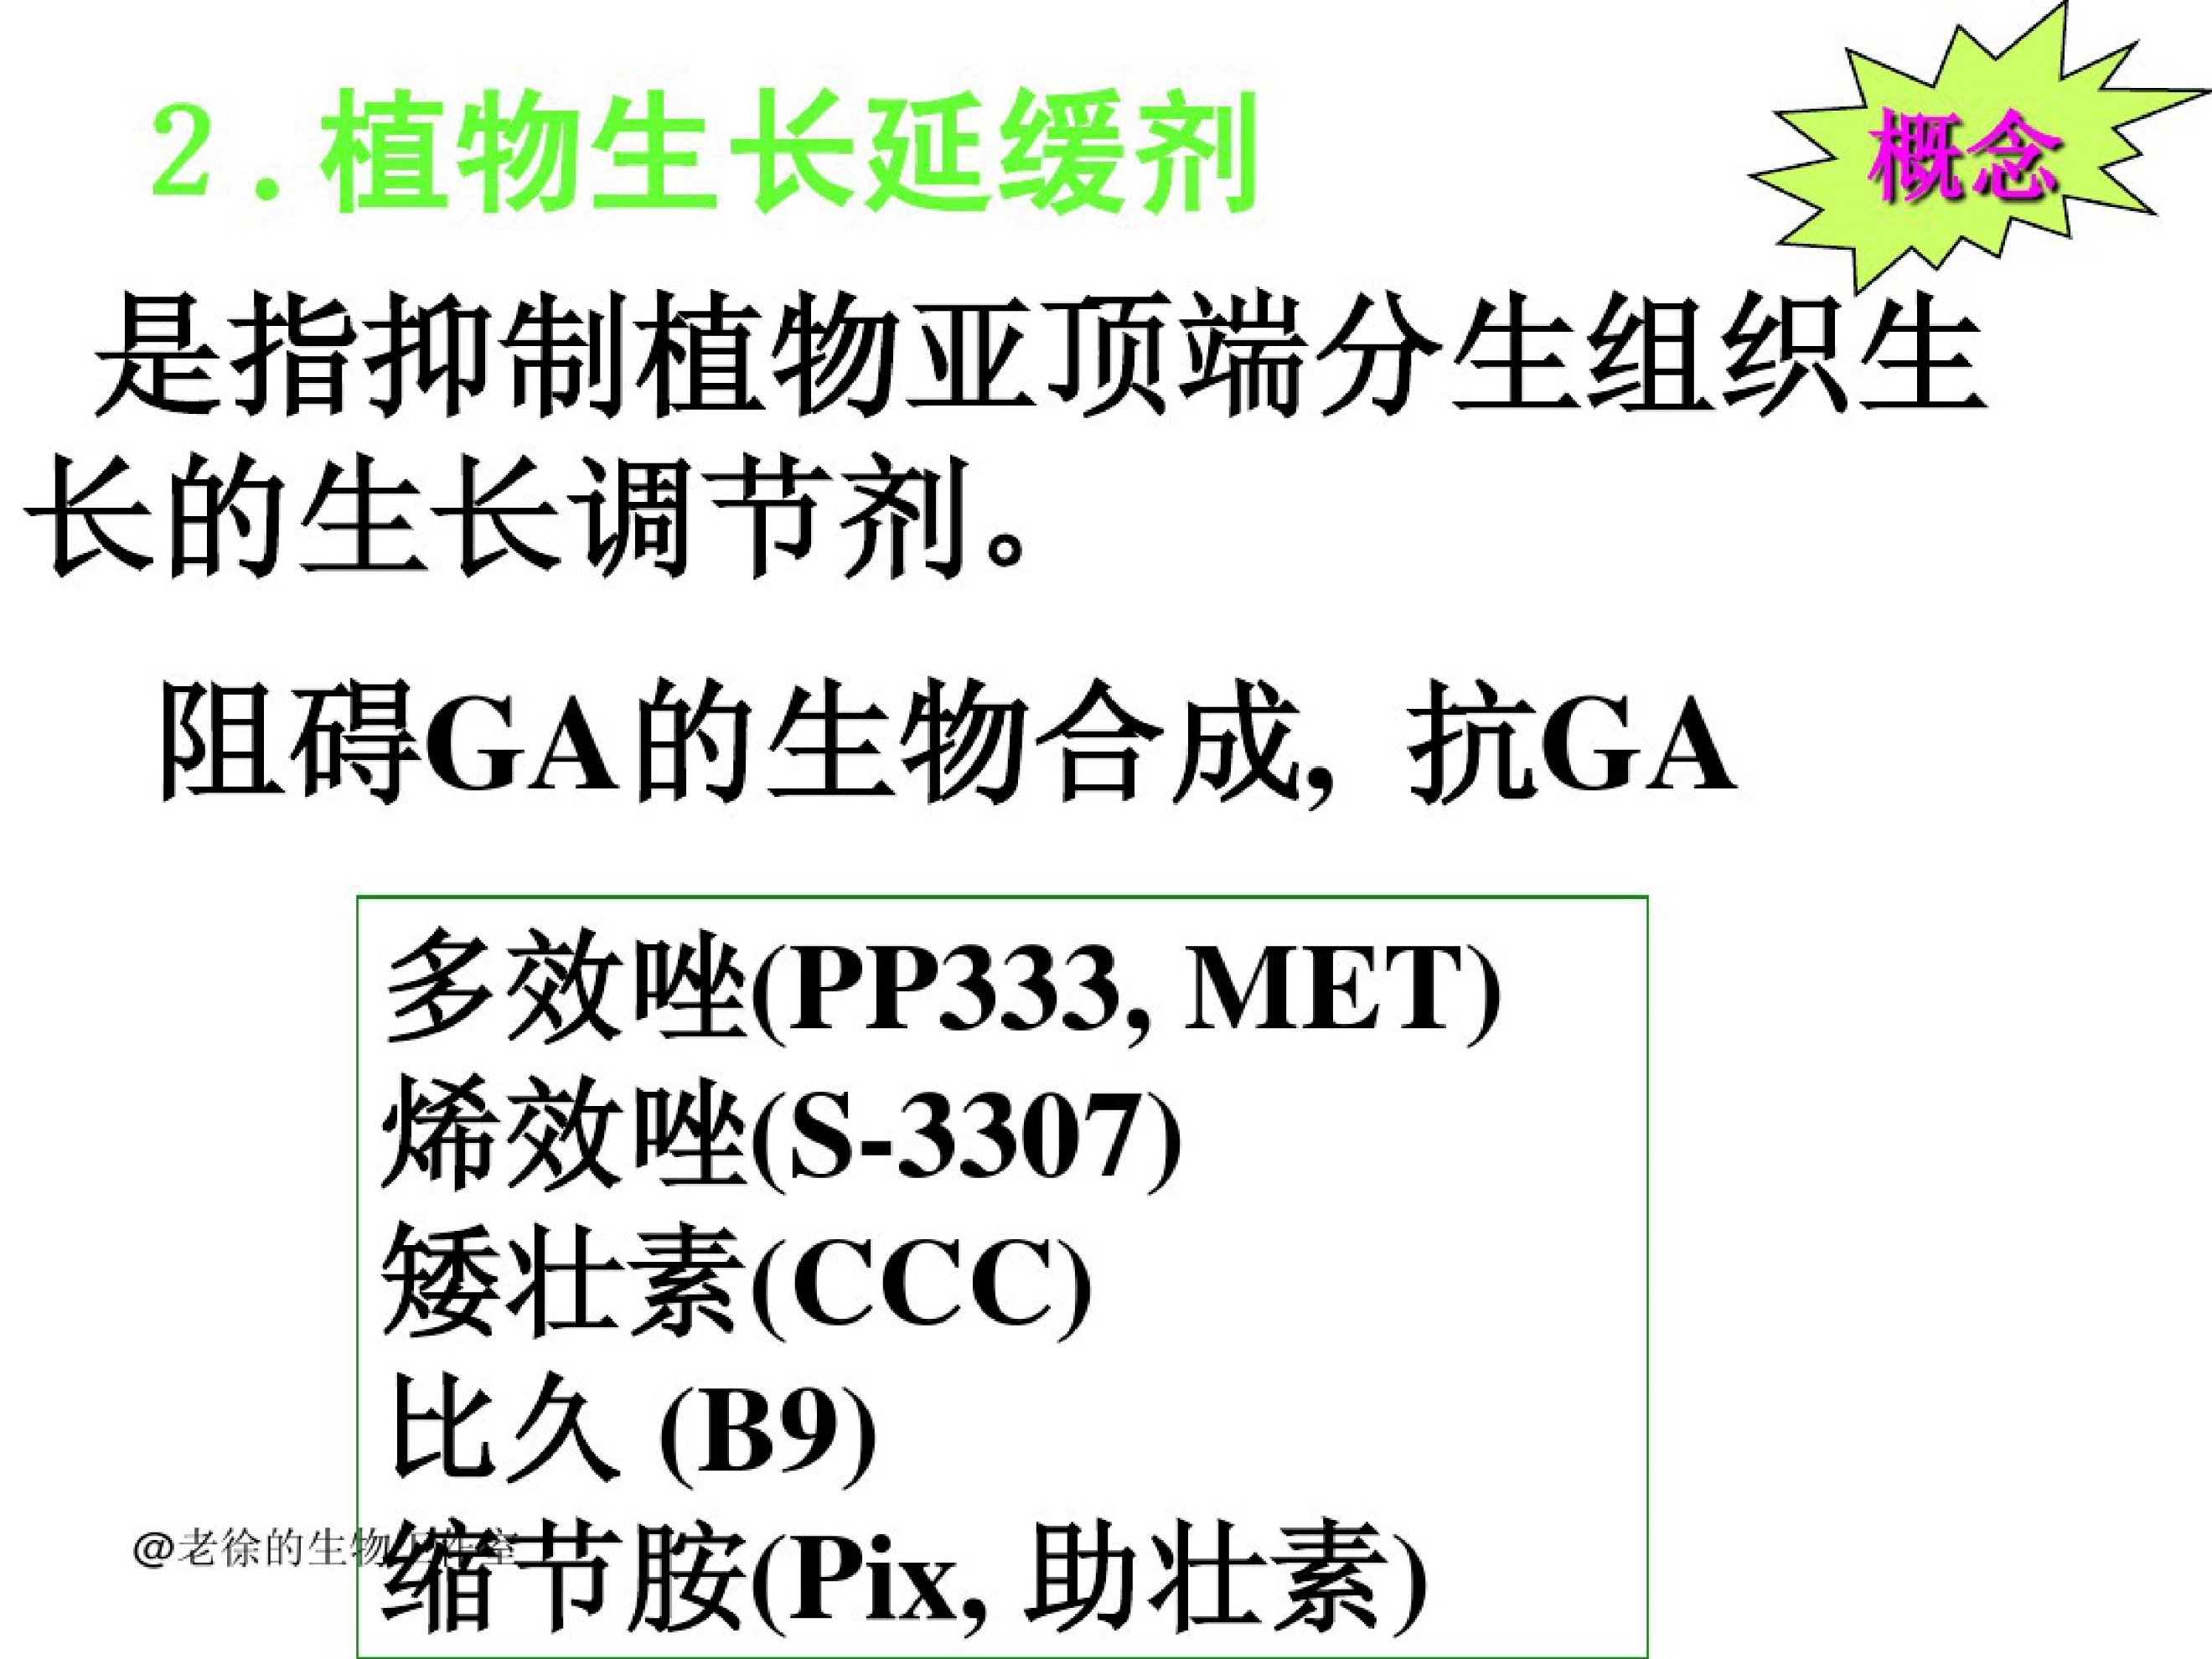 2.植物生长延缓剂
概念
是指抑制植物亚顶端分生组织生
长的生长调节剂。
阻碍GA的生物合成, 抗GA
多效唑(PP333, MET)
烯效唑(S-3307)
矮壮素(CCC)
比久 (B9)
缩节胺(Pix, 助壮素)
@老徐的生物工作室